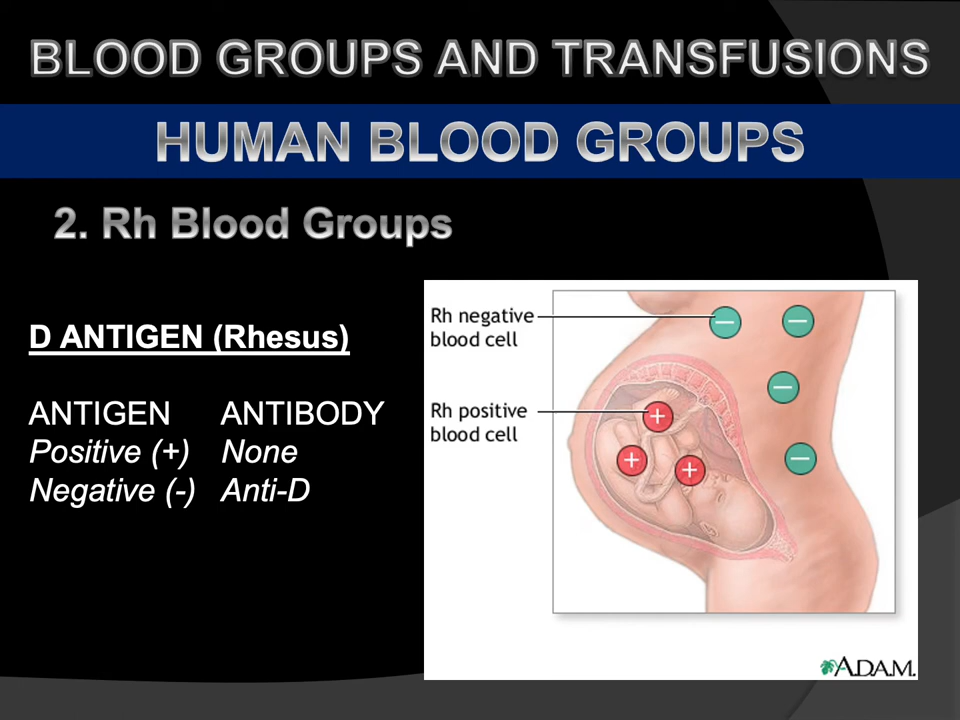 BLOOD GROUPS AND TRANSFUSIONS
HUMAN BLOOD GROUPS
2. Rh Blood Groups
D ANTIGEN (Rhesus)
ANTIGEN ANTIBODY
Positive (+) None
Negative (-) Anti-D
Rh negative
blood cell
Rh positive
blood cell
A.D.A.M.